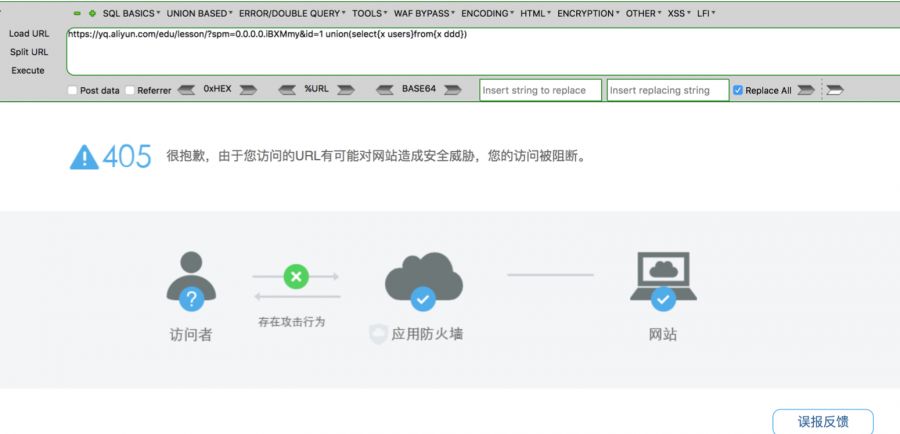 SQL BASICS▾ UNION BASED▾ ERROR/DOUBLE QUERY▾ TOOLS▾ WAF BYPASS▾ ENCODING▾ HTML▾ ENCRYPTION▾ OTHER▾ XSS▾ LFI▾
Load URL https://yq.aliyun.com/edu/lesson/?spm=0.0.0.0.iBXMmy&id=1 union(select{x users}from{x ddd})
Split URL
Execute
Post data Referrer 0xHEX %URL BASE64 Insert string to replace Insert replacing string Replace All
405 很抱歉，由于您访问的URL有可能对网站造成安全威胁，您的访问被阻断。
存在攻击行为
访问者 应用防火墙 网站
误报反馈